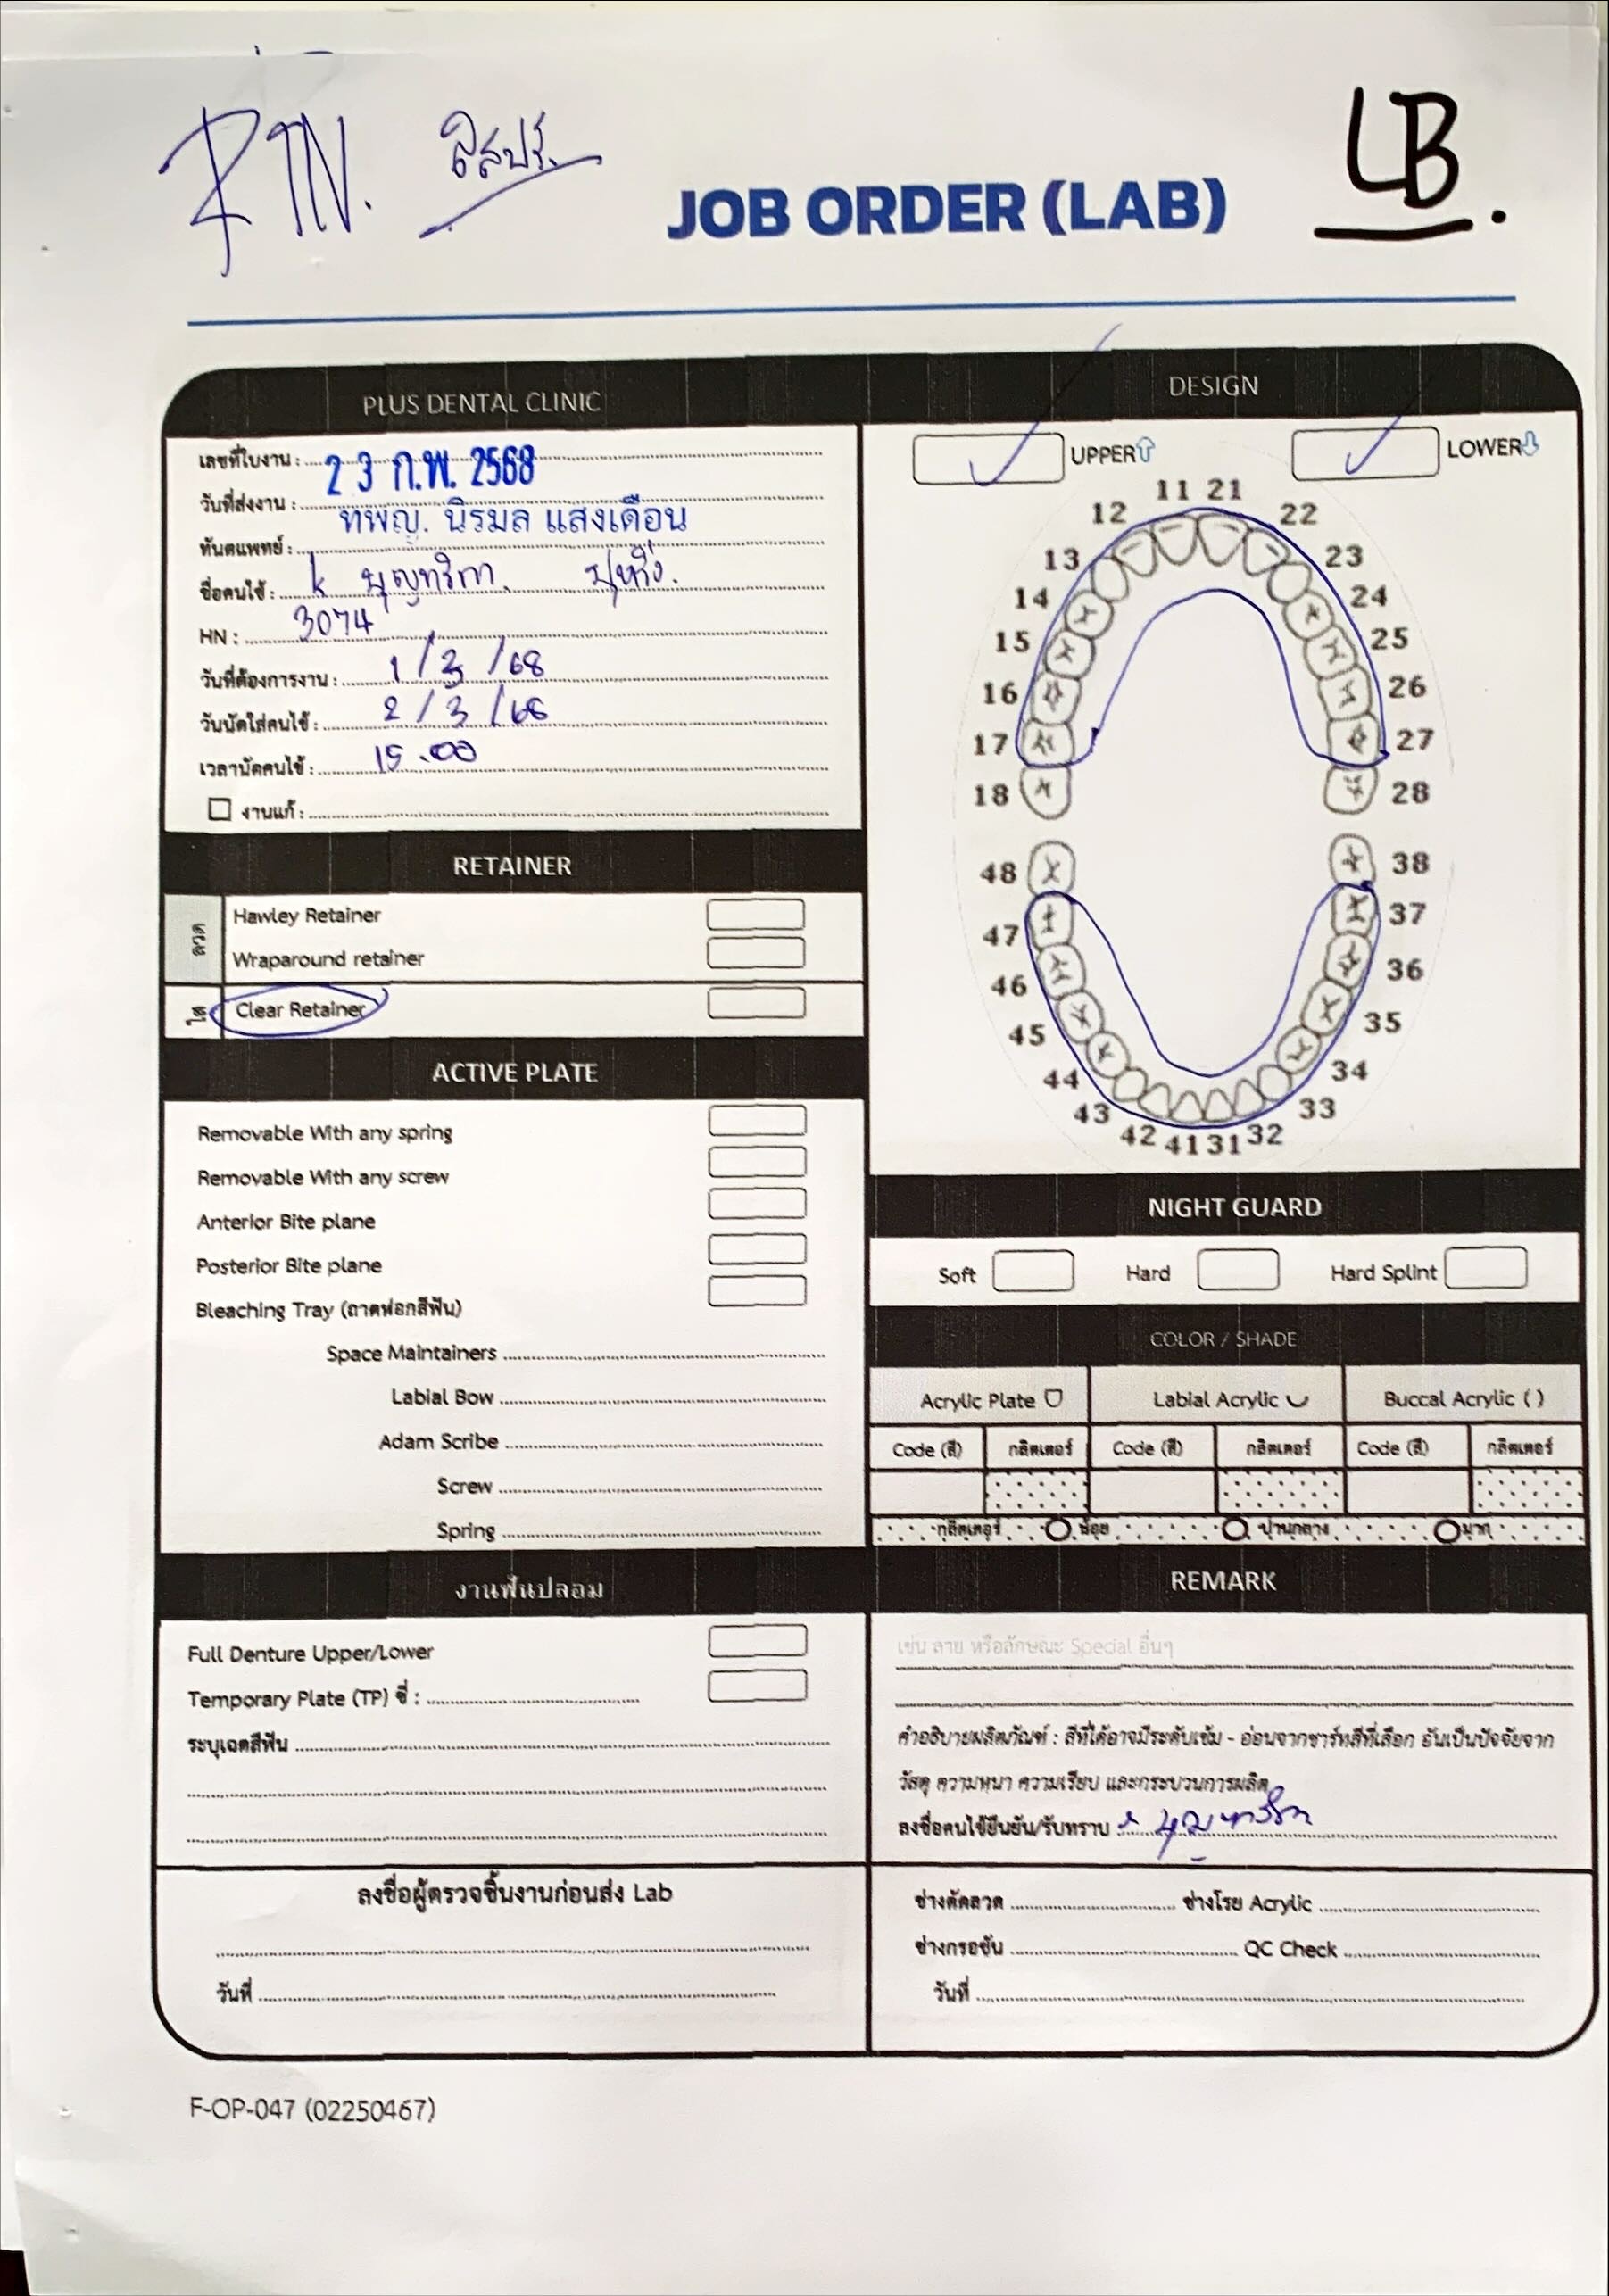 RTN.
LB.
JOB ORDER (LAB)
PLUS DENTAL CLINIC
เลขที่ใบงาน :
23 ก.พ. 2568
วันที่ส่งงาน :
ทันตแพทย์ : ทพญ. นิรมล แสงเดือน
ชื่อคนไข้ : k บุญทริกา
HN : 3074
วันที่ต้องการงาน : 1/3/68
วันนัดใส่คนไข้ : 2/3/68
เวลานัดคนไข้ : 15.00
งานแก้ :
DESIGN
UPPER
LOWER
11 21
12 22
13 23
14 24
15 25
16 26
17 27
18 28
48 38
47 37
46 36
45 35
44 34
43 33
42 41 31 32
RETAINER
ลวด
Hawley Retainer
Wraparound retainer
ใส
Clear Retainer
ACTIVE PLATE
Removable With any spring
Removable With any screw
Anterior Bite plane
Posterior Bite plane
Bleaching Tray (ถาดฟอกสีฟัน)
Space Maintainers
Labial Bow
Adam Scribe
Screw
Spring
NIGHT GUARD
Soft Hard Hard Splint
COLOR / SHADE
Acrylic Plate Labial Acrylic Buccal Acrylic ( )
Code (สี) กลิตเตอร์ Code (สี) กลิตเตอร์ Code (สี) กลิตเตอร์
กลิตเตอร์ น้อย ปานกลาง มาก
งานฟันปลอม
Full Denture Upper/Lower
Temporary Plate (TP) ซี่ :
ระบุเฉดสีฟัน
REMARK
เช่น ลาย หรือลักษณะ Special อื่นๆ
คำอธิบายผลิตภัณฑ์ : สีที่ได้อาจมีระดับเข้ม - อ่อนจากชาร์ทสีที่เลือก อันเป็นปัจจัยจาก
วัสดุ ความหนา ความเรียบ และกระบวนการผลิต
ลงชื่อคนไข้ยืนยัน/รับทราบ
ลงชื่อผู้ตรวจชิ้นงานก่อนส่ง Lab
วันที่
ช่างดัดลวด ช่างโรย Acrylic
ช่างกรอขัน QC Check
วันที่
F-OP-047 (02250467)